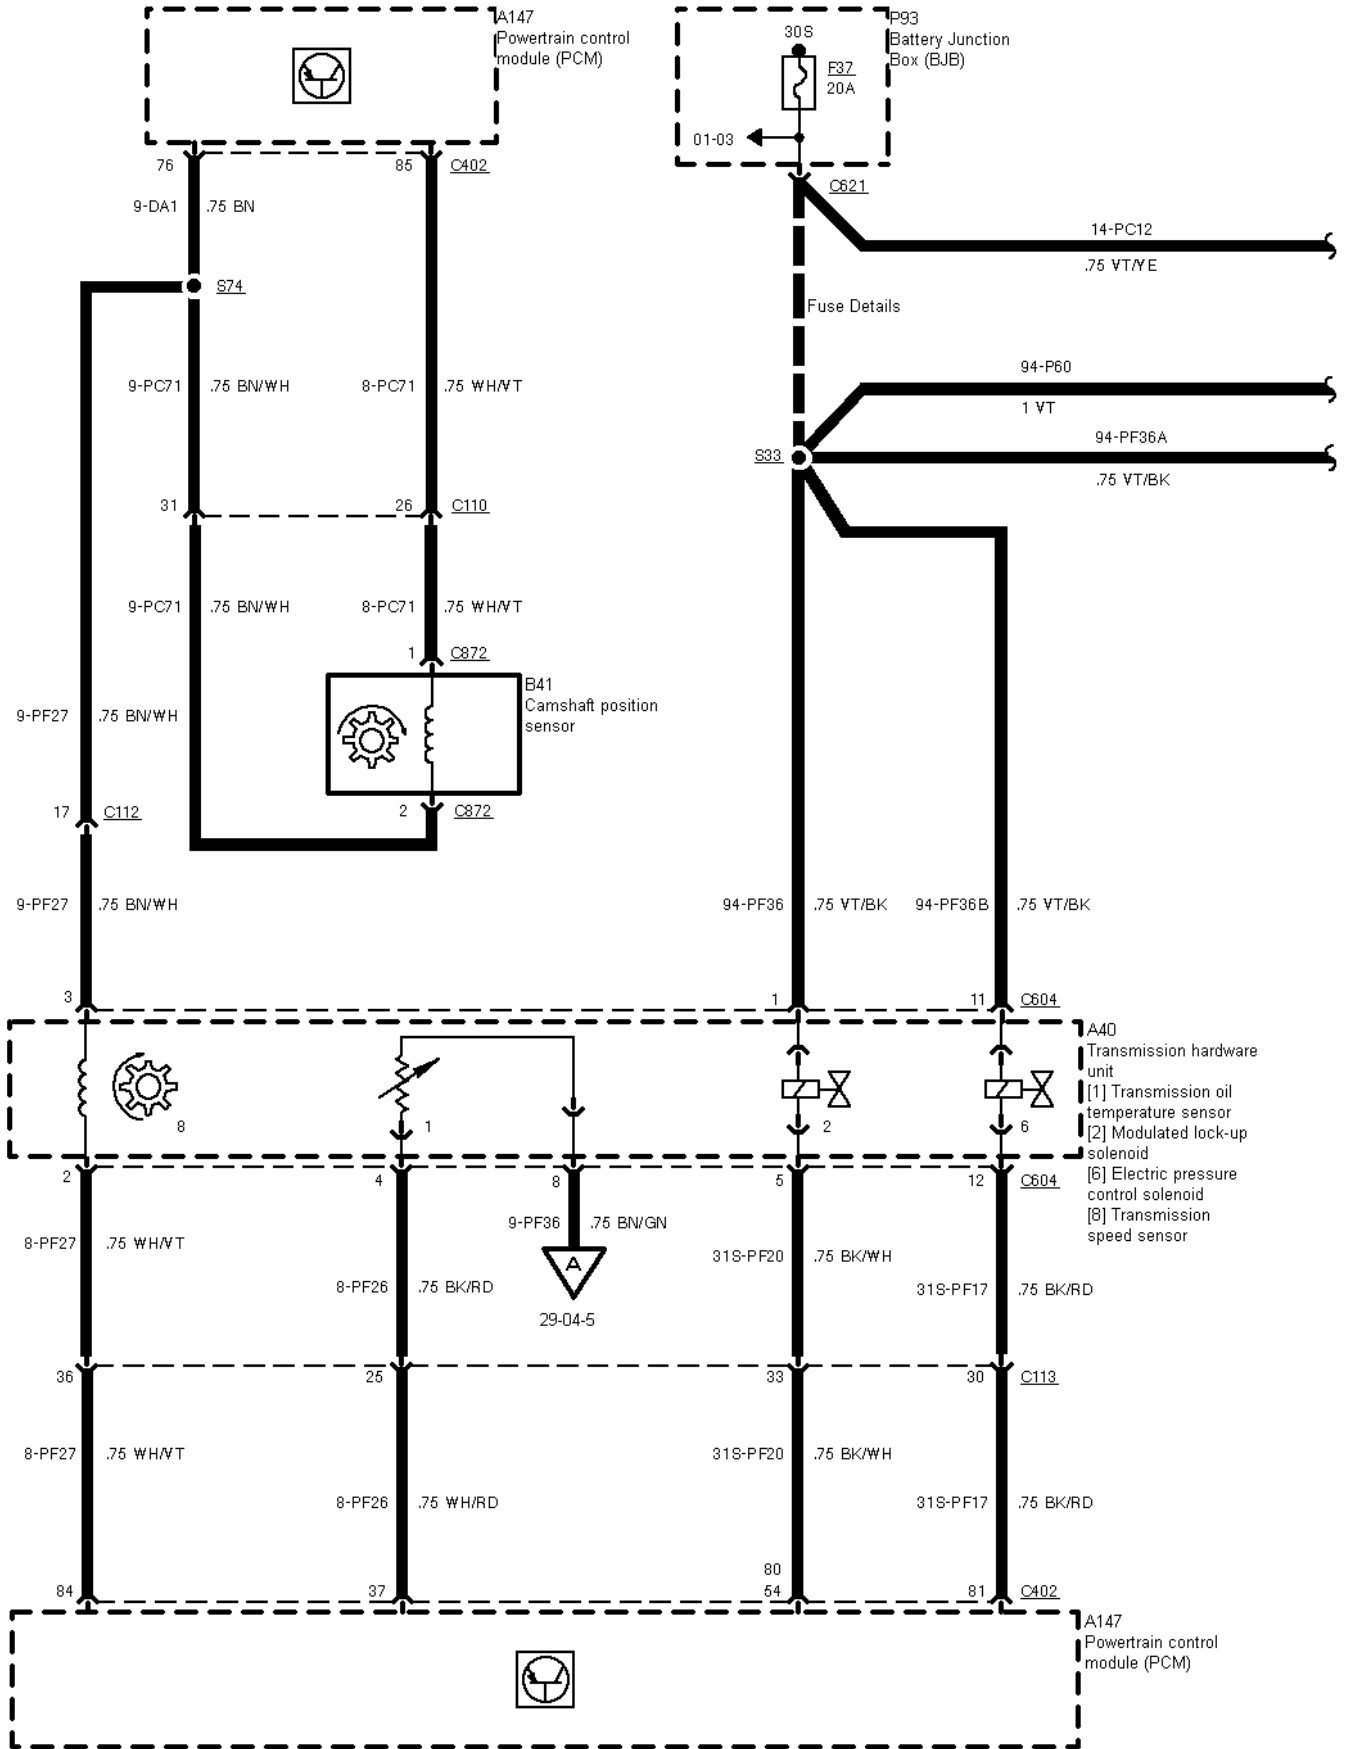 A147
Powertrain control
module (PCM)
P93
Battery Junction
Box (BJB)
30S
F37
20A
01-03
76
85
C402
C621
9-DA1
.75 BN
14-PC12
.75 VT/YE
S74
Fuse Details
9-PC71
.75 BN/WH
8-PC71
.75 WH/VT
94-P60
1 VT
94-PF36A
S33
.75 VT/BK
31
26
C110
9-PC71
.75 BN/WH
8-PC71
.75 WH/VT
1
C872
B41
Camshaft position
sensor
9-PF27
.75 BN/WH
17
C112
2
C872
9-PF27
.75 BN/WH
94-PF36
.75 VT/BK
94-PF36B
.75 VT/BK
3
1
11
C604
A40
Transmission hardware
unit
[1] Transmission oil
temperature sensor
[2] Modulated lock-up
solenoid
[6] Electric pressure
control solenoid
[8] Transmission
speed sensor
8
1
2
6
2
4
8
5
12
C604
9-PF36
.75 BN/GN
8-PF27
.75 WH/VT
A
31S-PF20
.75 BK/WH
8-PF26
.75 BK/RD
31S-PF17
.75 BK/RD
29-04-5
36
25
33
30
C113
8-PF27
.75 WH/VT
31S-PF20
.75 BK/WH
8-PF26
.75 WH/RD
31S-PF17
.75 BK/RD
80
84
37
54
81
C402
A147
Powertrain control
module (PCM)